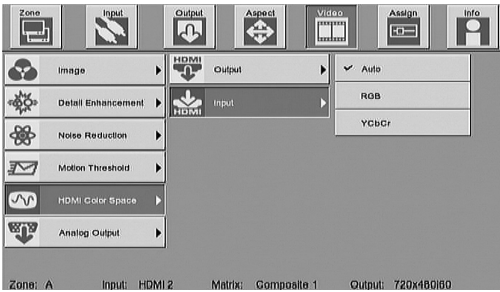 Zone Input Output Aspect Video Assign Info
Image
Detail Enhancement
Noise Reduction
Motion Threshold
HDMI Color Space
Analog Output
HDMI Output
Input HDMI
✔ Auto
RGB
YCbCr
Zone: A Input: HDMI 2 Matrix: Composite 1 Output: 720x480i60